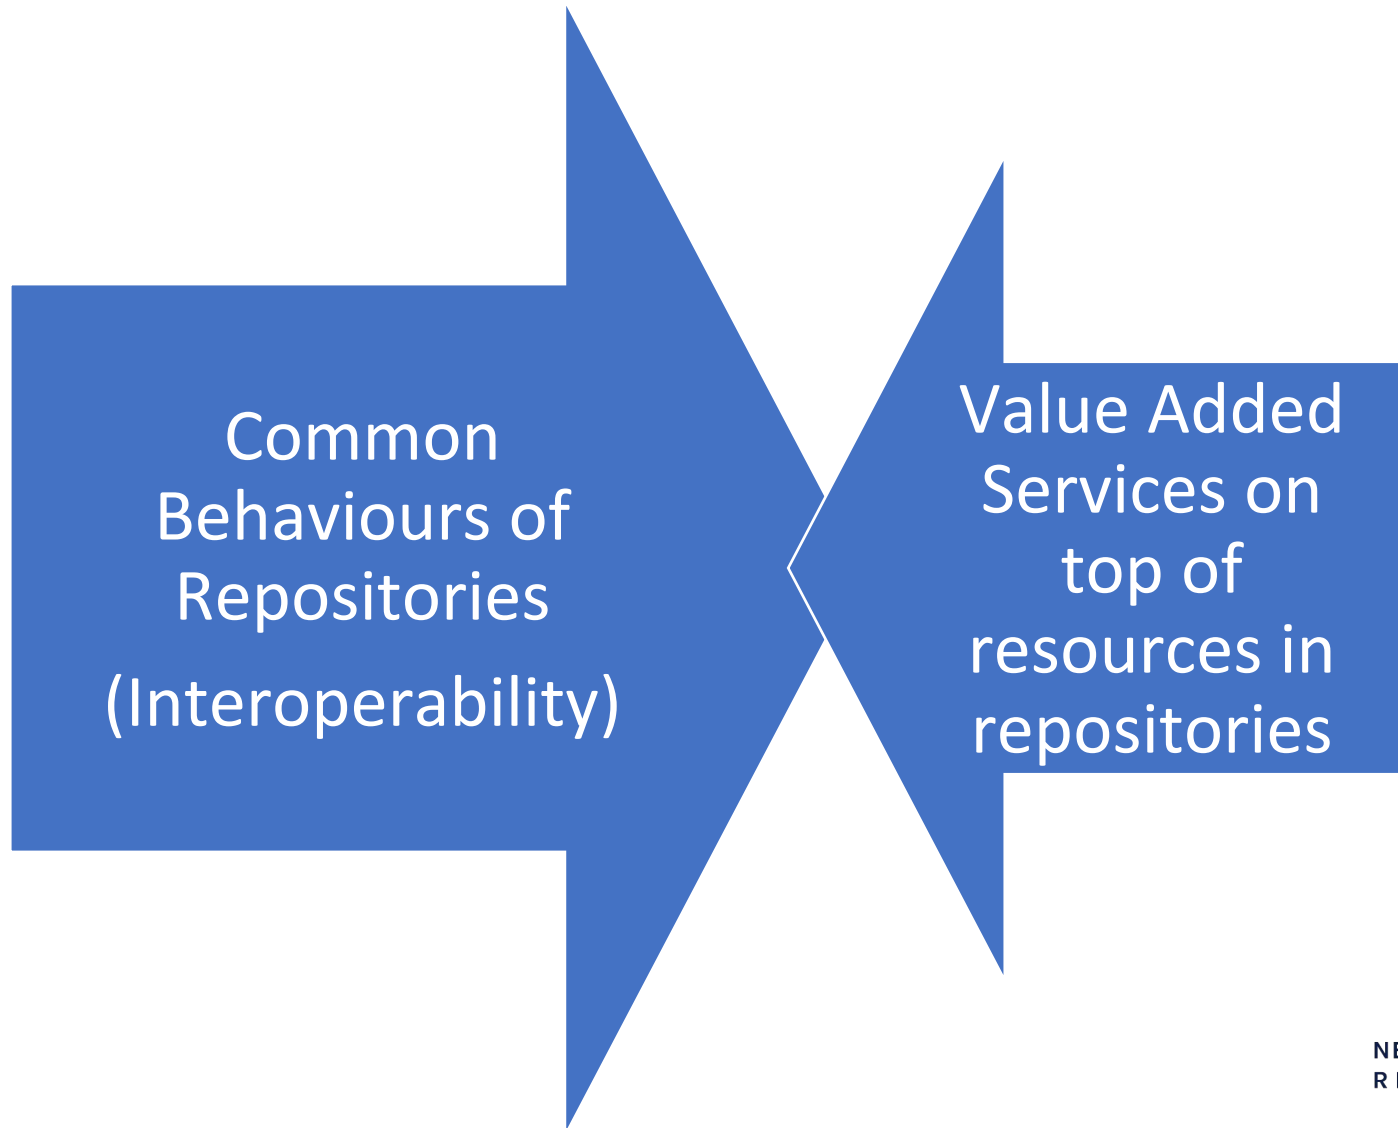 Common
Behaviours of
Repositories
(Interoperability)
Value Added
Services on
top of
resources in
repositories